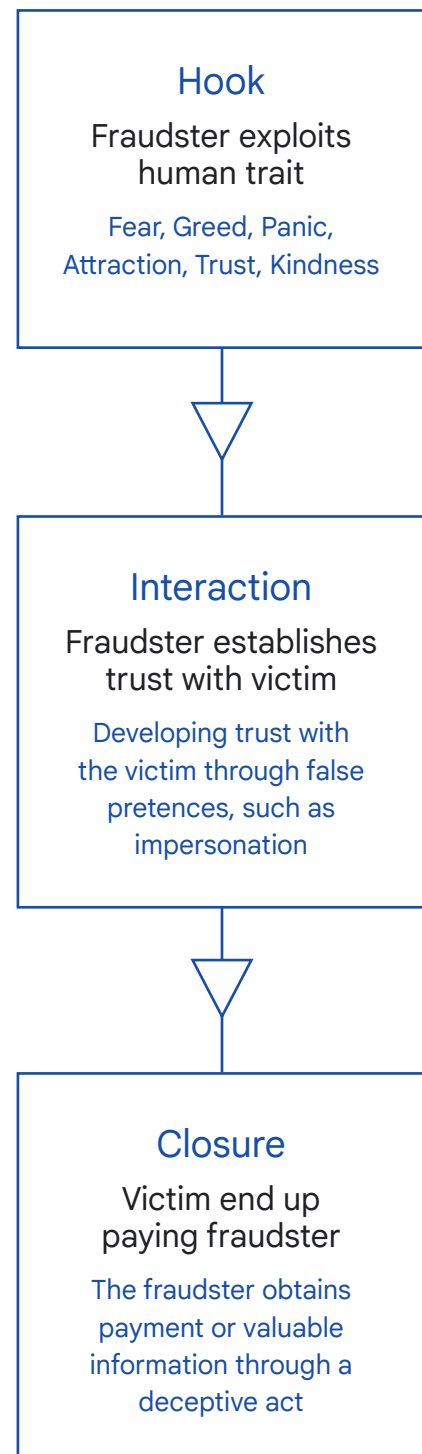 Hook
Fraudster exploits
human trait
Fear, Greed, Panic,
Attraction, Trust, Kindness
Interaction
Fraudster establishes
trust with victim
Developing trust with
the victim through false
pretences, such as
impersonation
Closure
Victim end up
paying fraudster
The fraudster obtains
payment or valuable
information through a
deceptive act